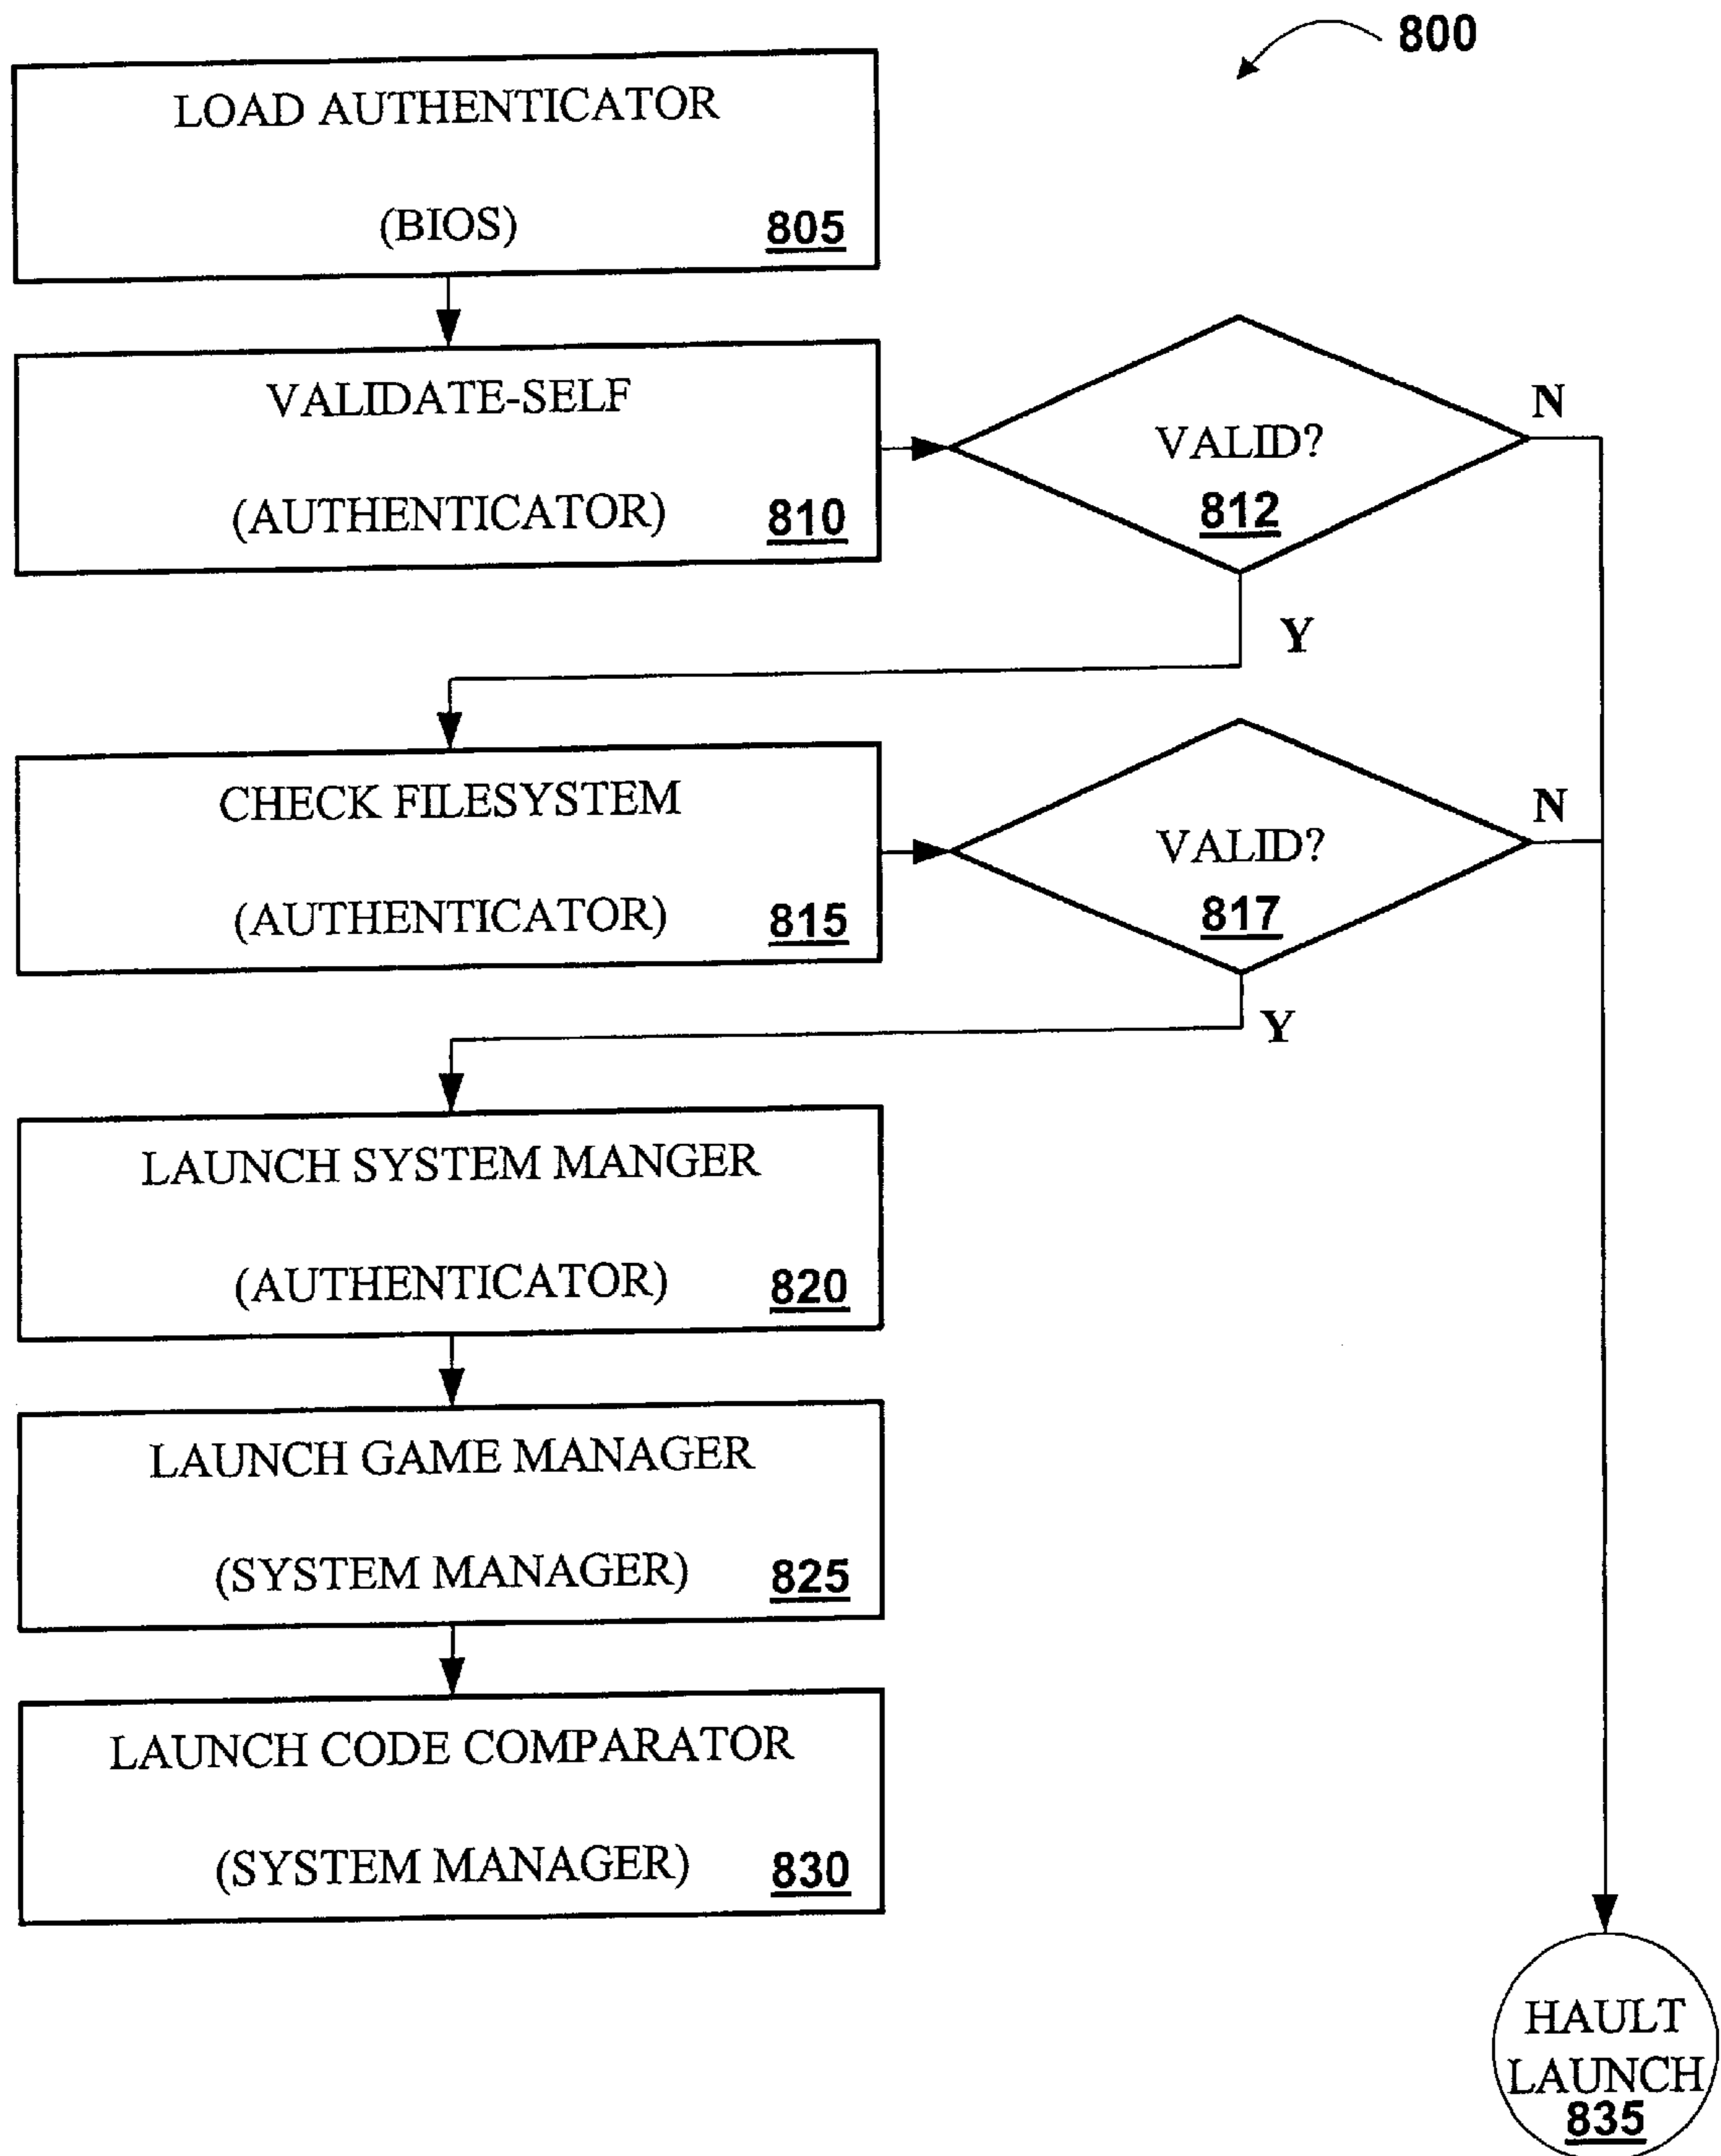 800
LOAD AUTHENTICATOR
(BIOS) 805
VALIDATE-SELF
(AUTHENTICATOR) 810
VALID?
812
N
Y
CHECK FILESYSTEM
(AUTHENTICATOR) 815
VALID?
817
N
Y
LAUNCH SYSTEM MANGER
(AUTHENTICATOR) 820
LAUNCH GAME MANAGER
(SYSTEM MANAGER) 825
LAUNCH CODE COMPARATOR
(SYSTEM MANAGER) 830
HAULT
LAUNCH
835